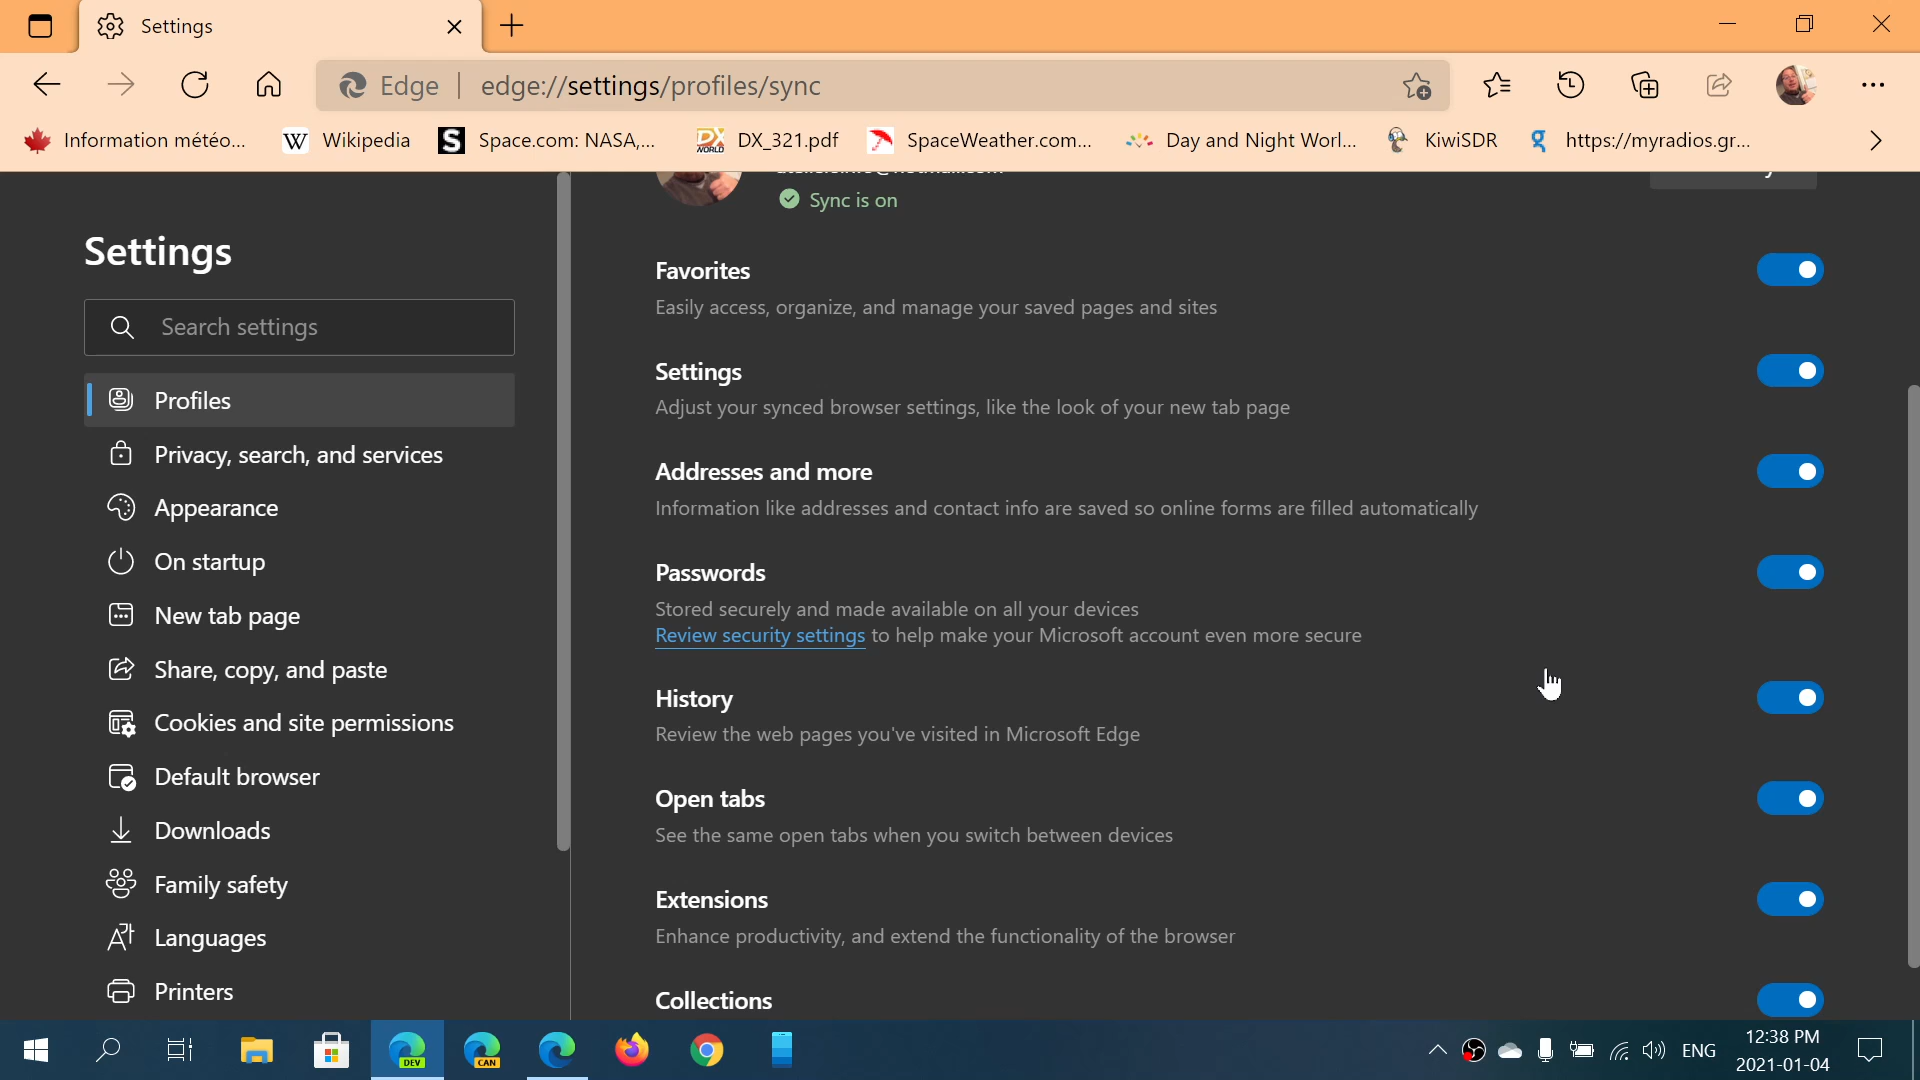 Settings
Edge
edge://settings/profiles/sync
Information météo...
W Wikipedia
S Space.com: NASA,...
DX WORLD DX_321.pdf
SpaceWeather.com...
Day and Night Worl...
KiwiSDR
g https://myradios.gr...
Sync is on
Settings
Search settings
Profiles
Privacy, search, and services
Appearance
On startup
New tab page
Share, copy, and paste
Cookies and site permissions
Default browser
Downloads
Family safety
Languages
Printers
Favorites
Easily access, organize, and manage your saved pages and sites
Settings
Adjust your synced browser settings, like the look of your new tab page
Addresses and more
Information like addresses and contact info are saved so online forms are filled automatically
Passwords
Stored securely and made available on all your devices
Review security settings to help make your Microsoft account even more secure
History
Review the web pages you've visited in Microsoft Edge
Open tabs
See the same open tabs when you switch between devices
Extensions
Enhance productivity, and extend the functionality of the browser
Collections
DEV
CAN
ENG
12:38 PM
2021-01-04